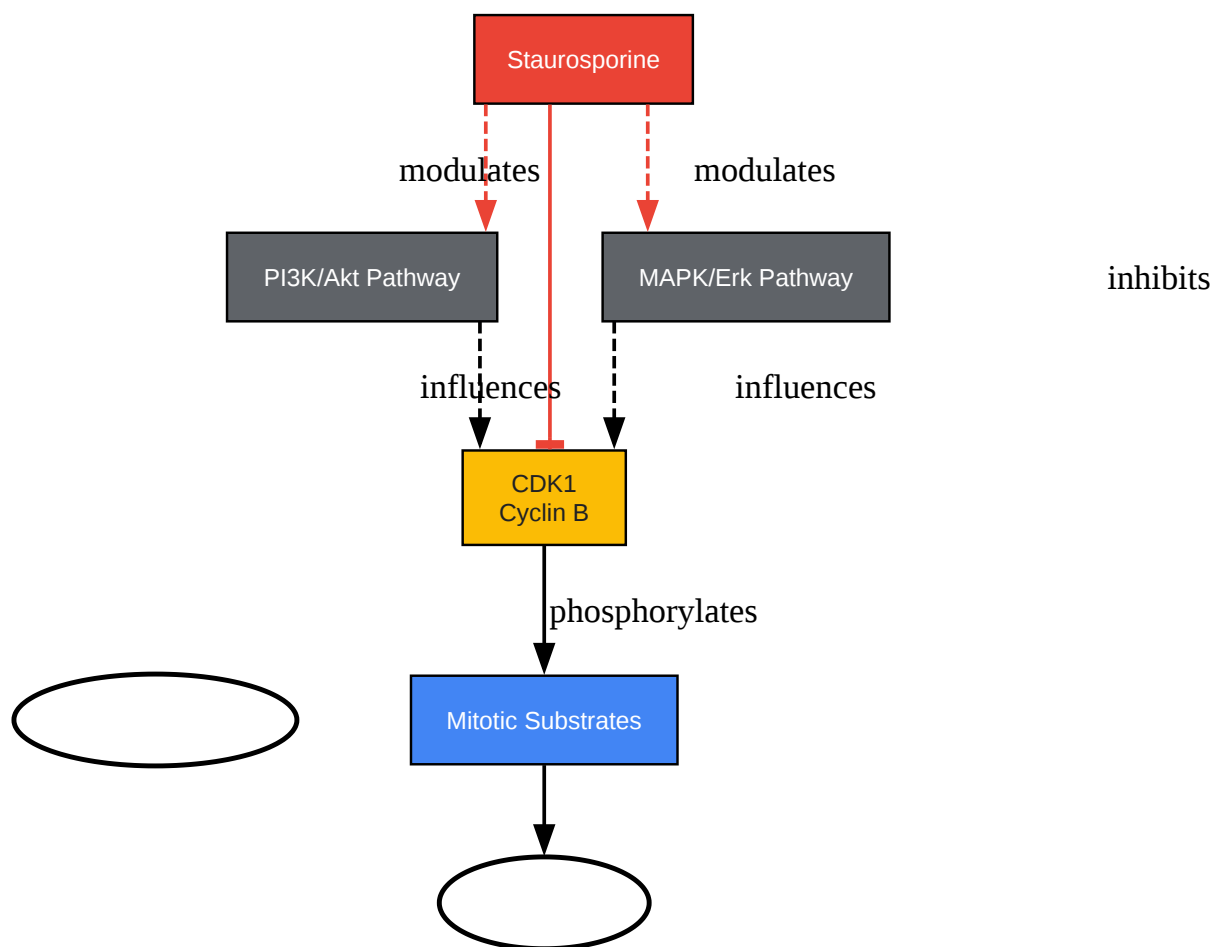 Staurosporine
modulates
modulates
PI3K/Akt Pathway
MAPK/Erk Pathway
inhibits
influences
influences
CDK1
Cyclin B
phosphorylates
Mitotic Substrates